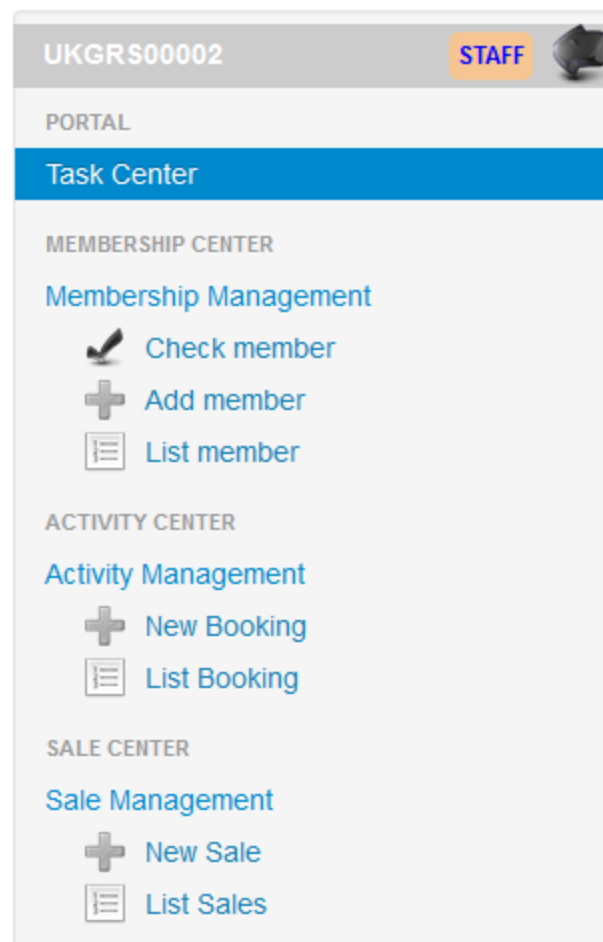 UKGRS00002 STAFF
PORTAL
Task Center
MEMBERSHIP CENTER
Membership Management
Check member
Add member
List member
ACTIVITY CENTER
Activity Management
New Booking
List Booking
SALE CENTER
Sale Management
New Sale
List Sales